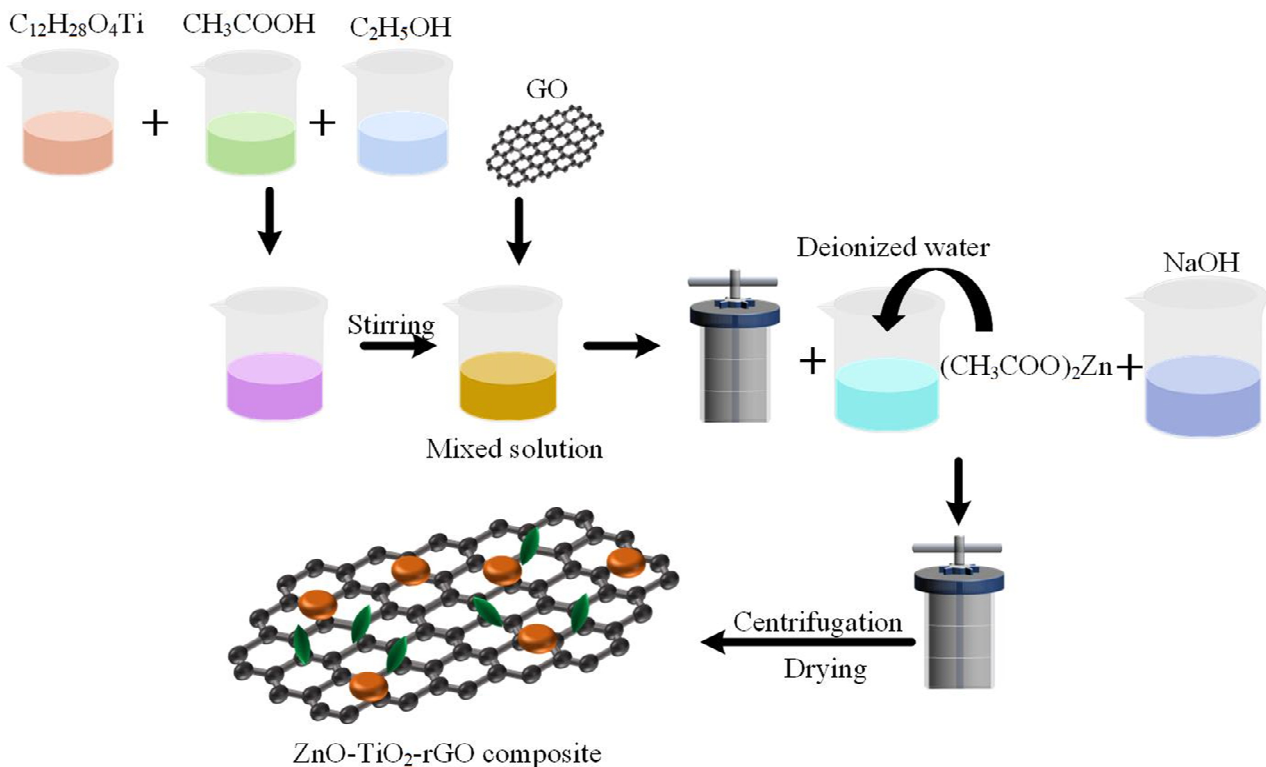 C₁₂H₂₈O₄Ti
CH₃COOH
C₂H₅OH
+
+
GO
Stirring
Mixed solution
+
Deionized water
(CH₃COO)₂Zn
+
NaOH
Centrifugation
Drying
ZnO-TiO₂-rGO composite